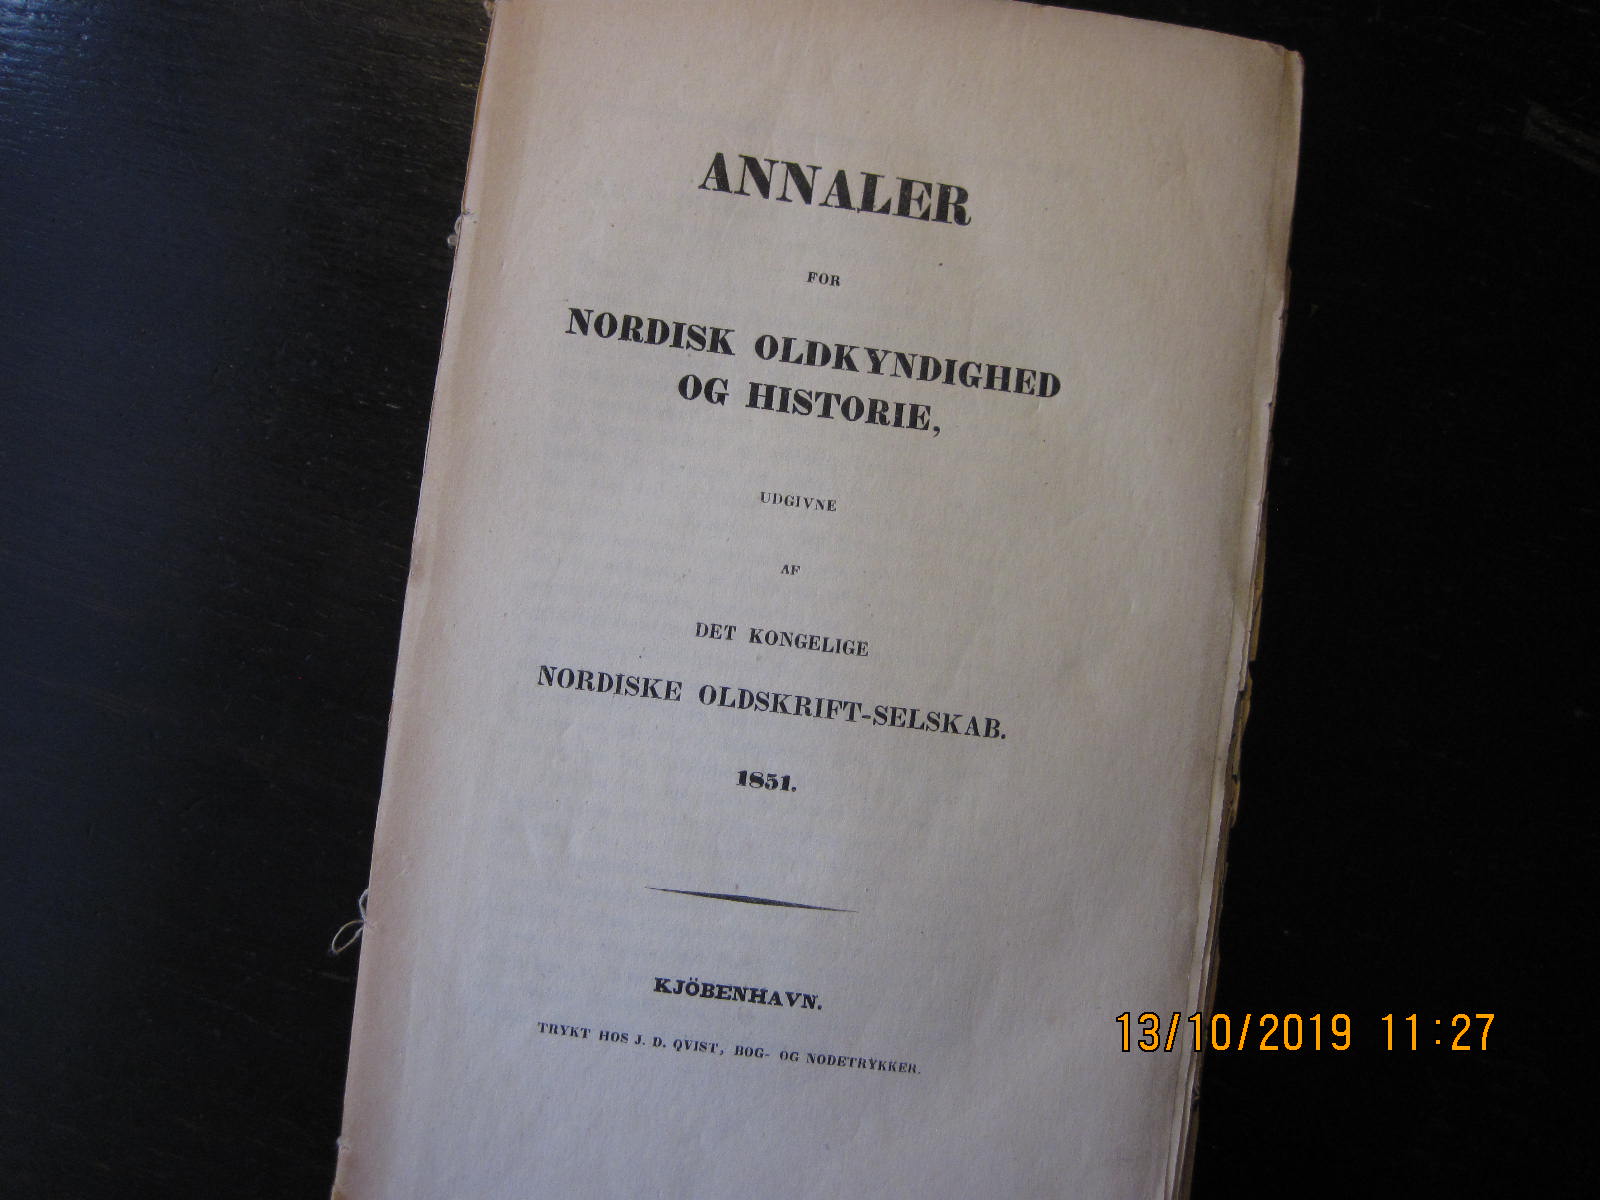 ANNALER
FOR
NORDISK OLDKYNDIGHED
OG HISTORIE,
UDGIVNE
AF
DET KONGELIGE
NORDISKE OLDSKRIFT-SELSKAB.
1851.
KJÖBENHAVN.
TRYKT HOS J. D. QVIST, BOG- OG NODETRYKKER.
13/10/2019 11:27